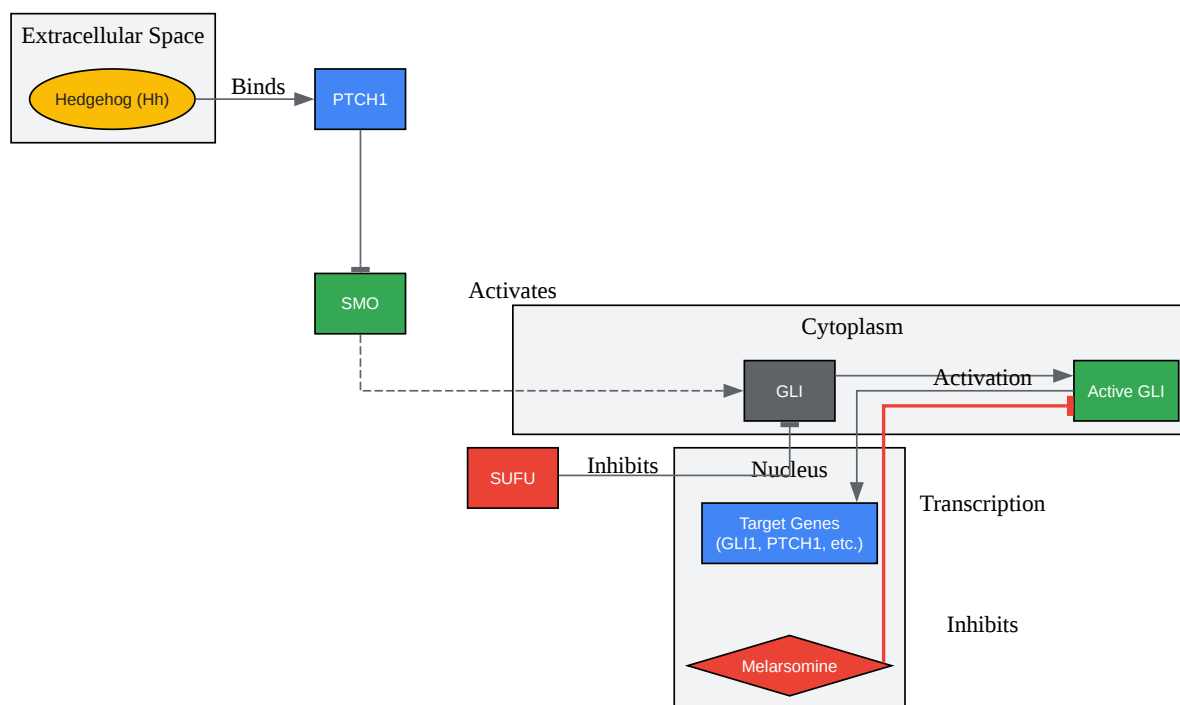 Extracellular Space
Hedgehog (Hh)
Binds
PTCH1
SMO
Activates
Cytoplasm
GLI
Activation
Active GLI
SUFU
Inhibits
Nucleus
Target Genes
(GLI1, PTCH1, etc.)
Transcription
Inhibits
Melarsomine